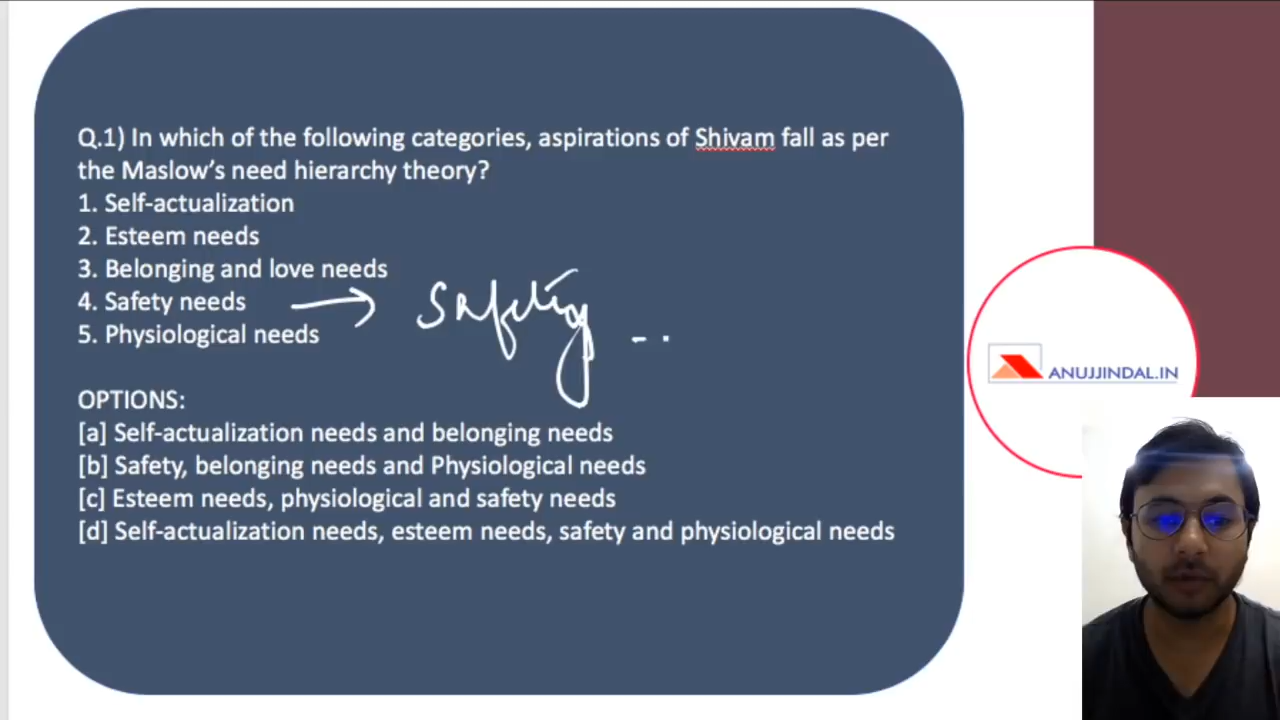 Q.1) In which of the following categories, aspirations of Shivam fall as per
the Maslow’s need hierarchy theory?
1. Self-actualization
2. Esteem needs
3. Belonging and love needs
4. Safety needs
Safety
5. Physiological needs
OPTIONS:
[a] Self-actualization needs and belonging needs
[b] Safety, belonging needs and Physiological needs
[c] Esteem needs, physiological and safety needs
[d] Self-actualization needs, esteem needs, safety and physiological needs
ANUJJINDAL.IN